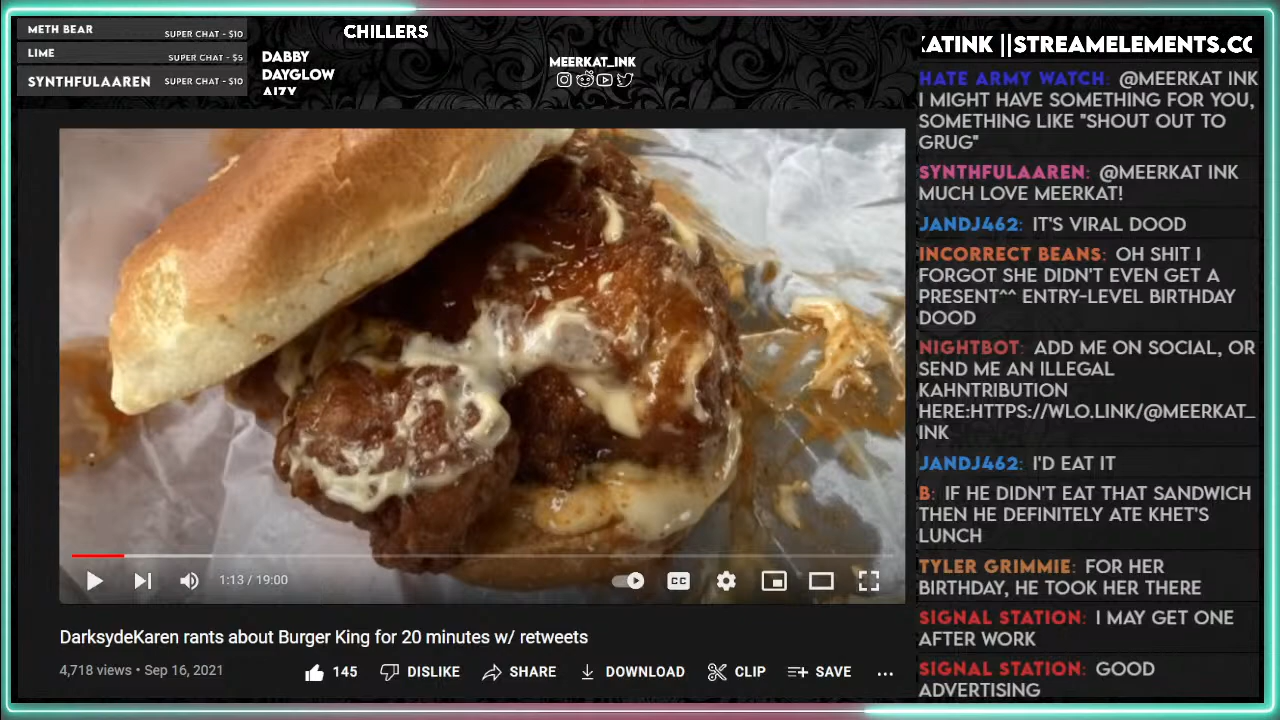 METH BEAR SUPER CHAT - $10
LIME SUPER CHAT - $5
SYNTHFULAAREN SUPER CHAT - $10
CHILLERS
DABBY
DAYGLOW
MEERKAT_INK
KATINK ||STREAMELEMENTS.CC
HATE ARMY WATCH: @MEERKAT INK
I MIGHT HAVE SOMETHING FOR YOU,
SOMETHING LIKE "SHOUT OUT TO
GRUG"
SYNTHFULAAREN: @MEERKAT INK
MUCH LOVE MEERKAT!
JANDJ462: IT'S VIRAL DOOD
INCORRECT BEANS: OH SHIT I
FORGOT SHE DIDN'T EVEN GET A
PRESENT^^ ENTRY-LEVEL BIRTHDAY
DOOD
NIGHTBOT: ADD ME ON SOCIAL, OR
SEND ME AN ILLEGAL
KAHNTRIBUTION
HERE:HTTPS://WLO.LINK/@MEERKAT_
INK
JANDJ462: I'D EAT IT
B: IF HE DIDN'T EAT THAT SANDWICH
THEN HE DEFINITELY ATE KHET'S
LUNCH
TYLER GRIMMIE: FOR HER
BIRTHDAY, HE TOOK HER THERE
SIGNAL STATION: I MAY GET ONE
AFTER WORK
SIGNAL STATION: GOOD
ADVERTISING
1:13 / 19:00
CC
DarksydeKaren rants about Burger King for 20 minutes w/ retweets
4,718 views • Sep 16, 2021
145 DISLIKE SHARE DOWNLOAD CLIP SAVE ...